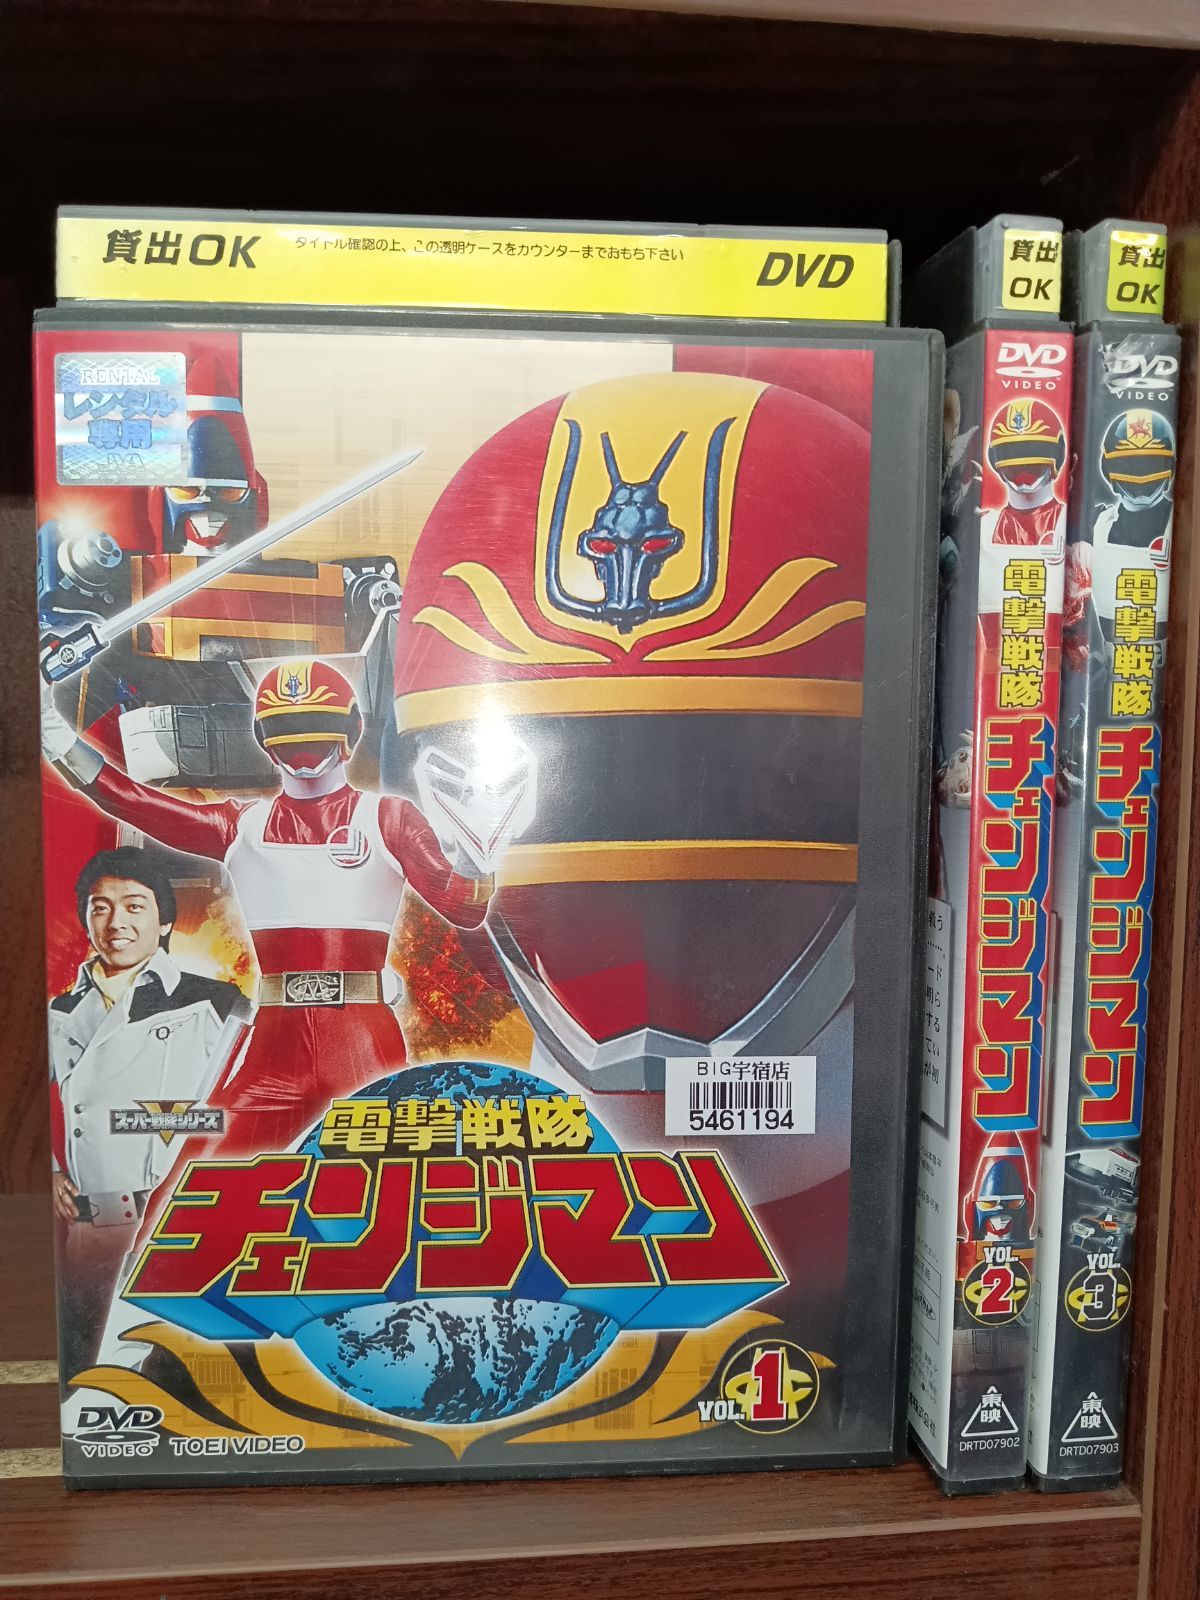 貸出OK
タイトル確認の上、この透明ケースをカウンターまでおもち下さい
DVD
RENTAL
レンタル
専用
スーパー戦隊シリーズ
BIG宇宿店
5461194
電撃戦隊
チェンジマン
VOL.1
DVD
VIDEO
TOEI VIDEO
貸出
OK
DVD
VIDEO
電撃戦隊
チェンジマン
VOL.
2
東映
DRTD07902
貸出
OK
DVD
VIDEO
電撃戦隊
チェンジマン
VOL.
3
東映
DRTD07903